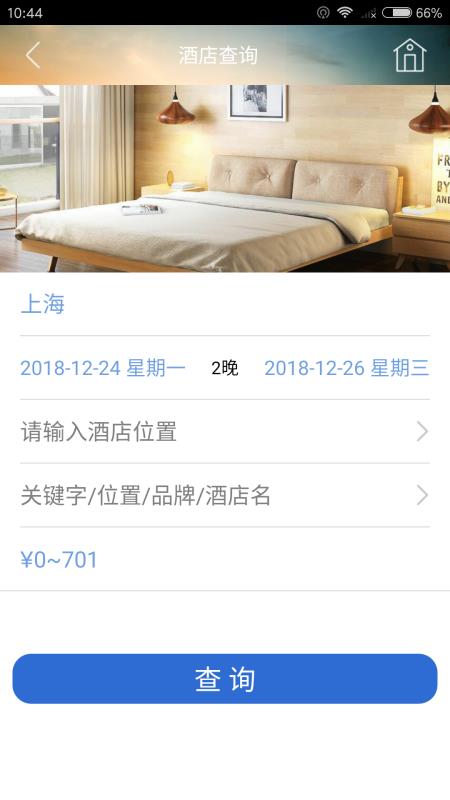 10:44
66%
酒店查询
FR
T
BY
AND
上海
2018-12-24 星期一 2晚 2018-12-26 星期三
请输入酒店位置
关键字/位置/品牌/酒店名
¥0~701
查 询